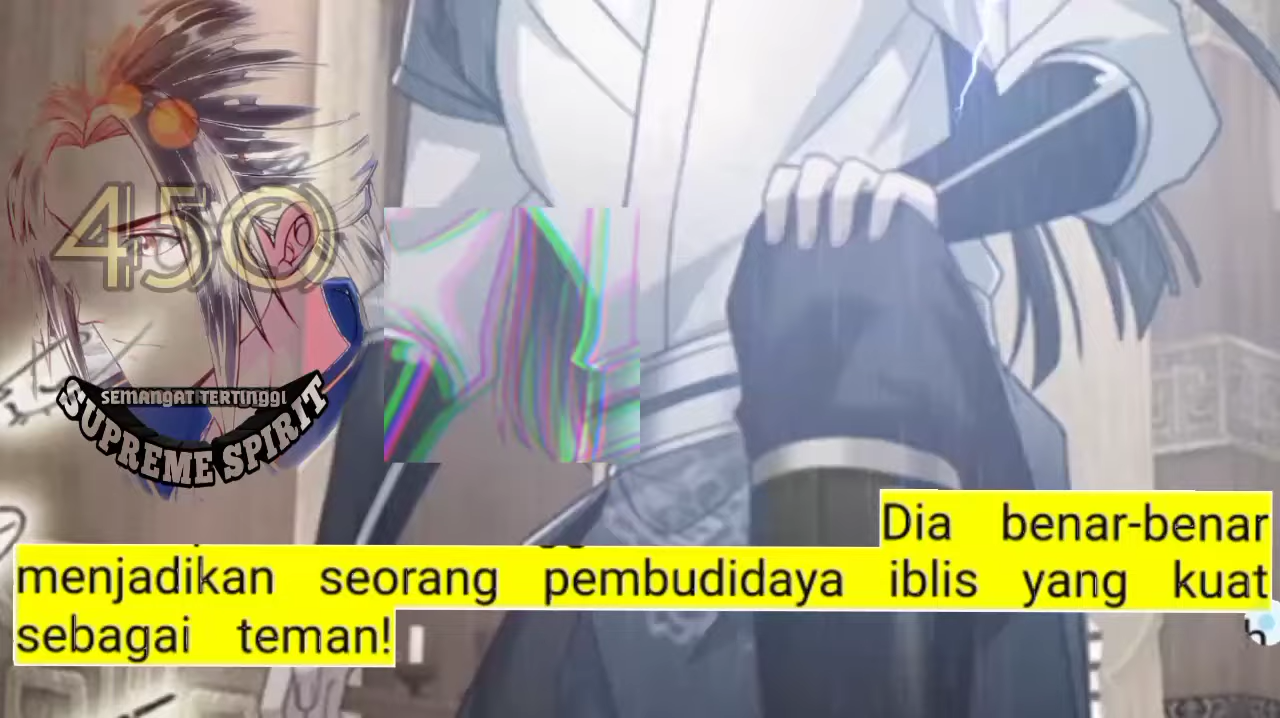 450
SEMANGAT TERTINGGI
SUPREME SPIRIT
Dia benar-benar
menjadikan seorang pembudidaya iblis yang kuat
sebagai teman!
h